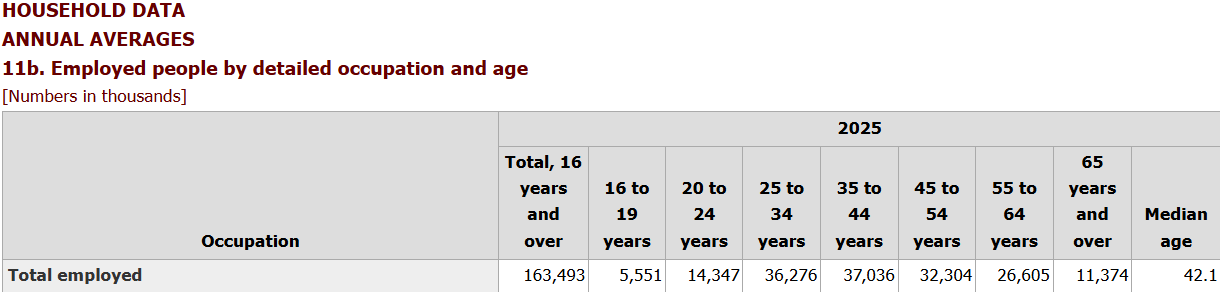 HOUSEHOLD DATA
ANNUAL AVERAGES
11b. Employed people by detailed occupation and age
[Numbers in thousands]
Occupation
2025
Total, 16 years and over
16 to 19 years
20 to 24 years
25 to 34 years
35 to 44 years
45 to 54 years
55 to 64 years
65 years and over
Median age
Total employed 163,493 5,551 14,347 36,276 37,036 32,304 26,605 11,374 42.1